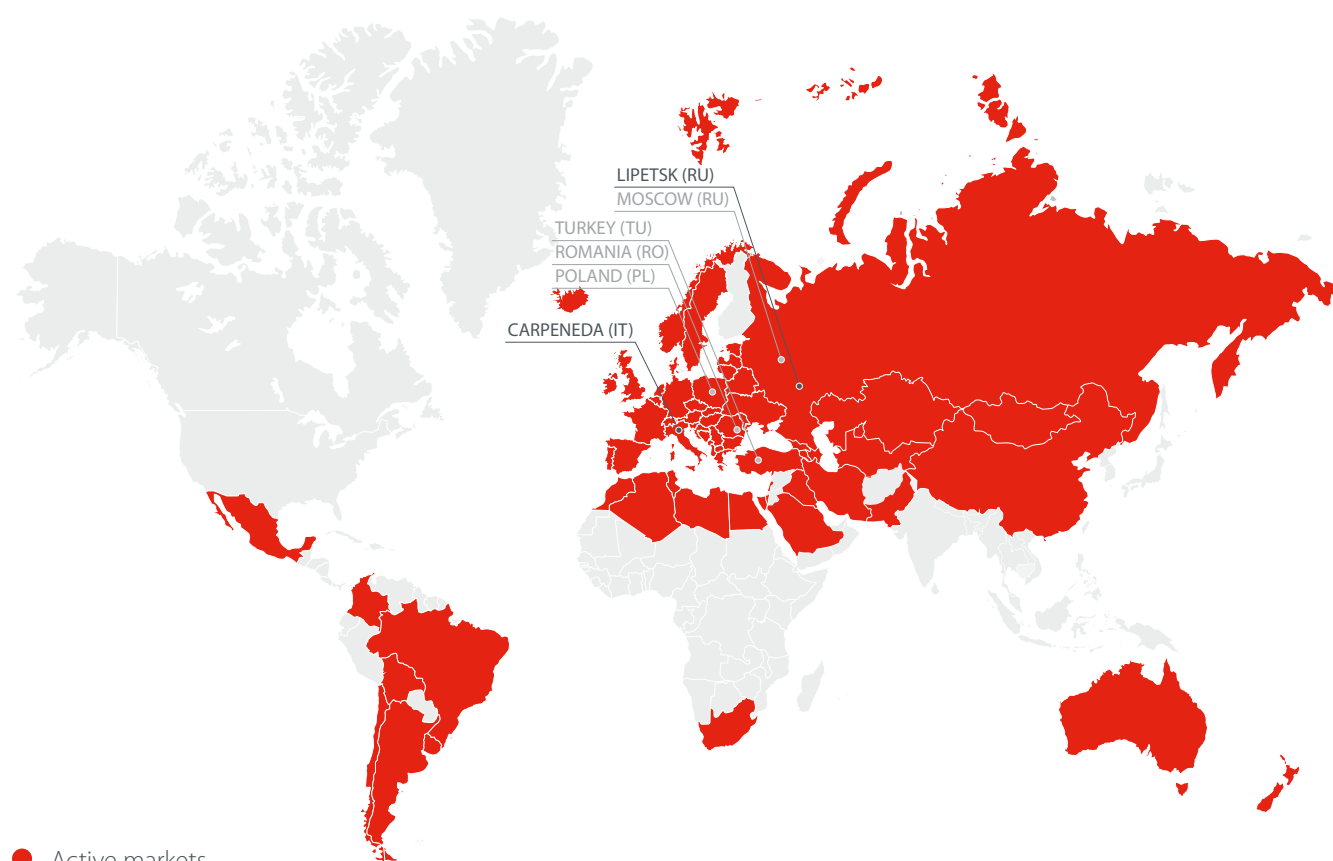 LIPETSK (RU)
MOSCOW (RU)
TURKEY (TU)
ROMANIA (RO)
POLAND (PL)
CARPENEDA (IT)
Active markets